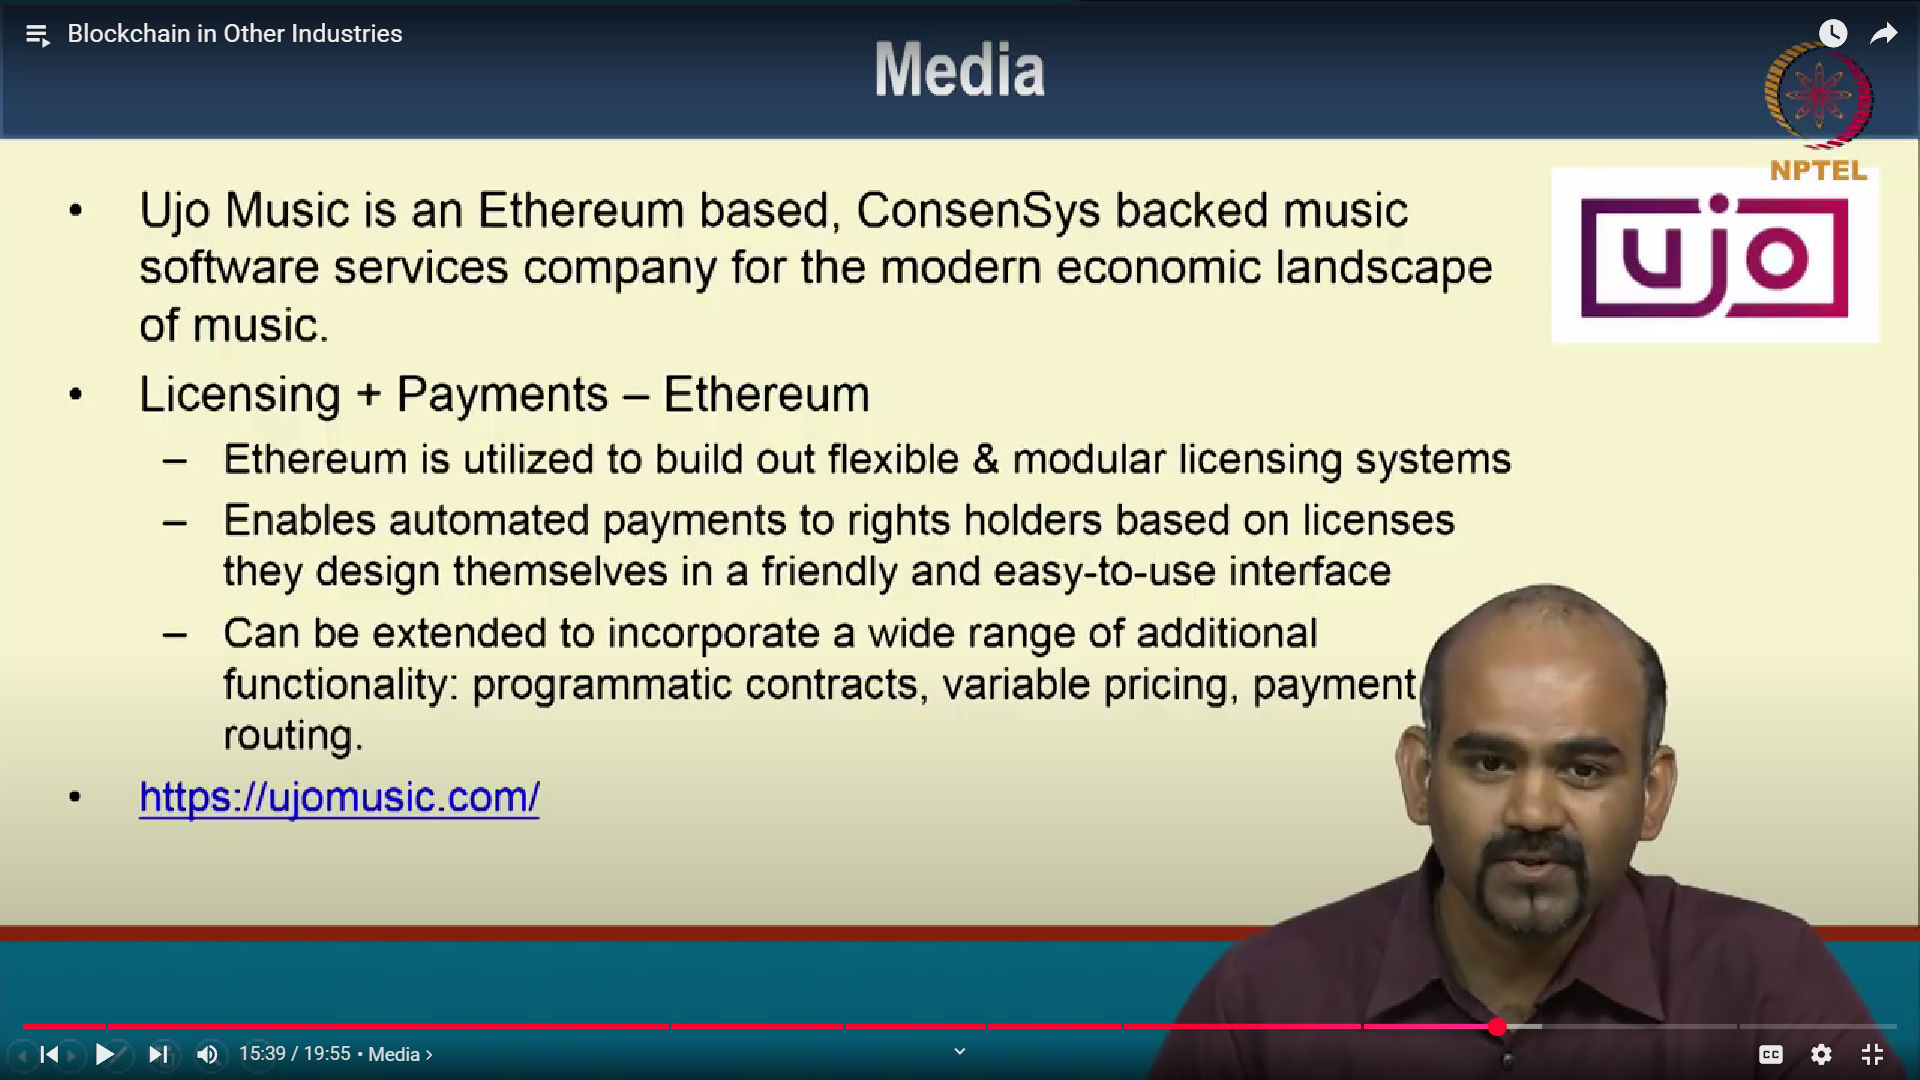 Blockchain in Other Industries
Media
NPTEL
ujo
• Ujo Music is an Ethereum based, ConsenSys backed music
software services company for the modern economic landscape
of music.
• Licensing + Payments – Ethereum
– Ethereum is utilized to build out flexible & modular licensing systems
– Enables automated payments to rights holders based on licenses
they design themselves in a friendly and easy-to-use interface
– Can be extended to incorporate a wide range of additional
functionality: programmatic contracts, variable pricing, payment
routing.
• https://ujomusic.com/
15:39 / 19:55 • Media ›
CC